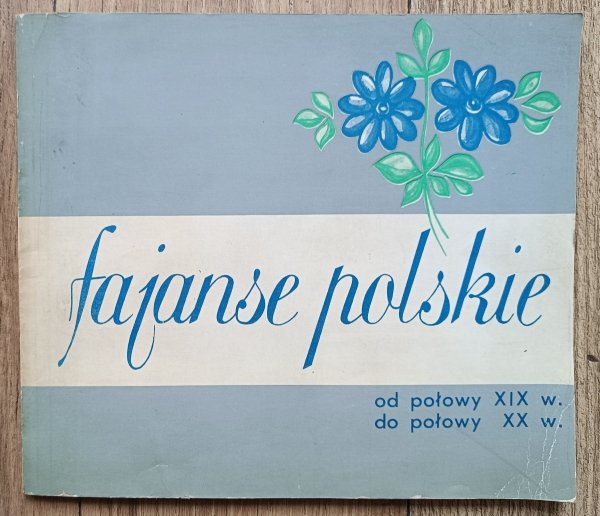 fajanse polskie
od połowy XIX w.
do połowy XX w.